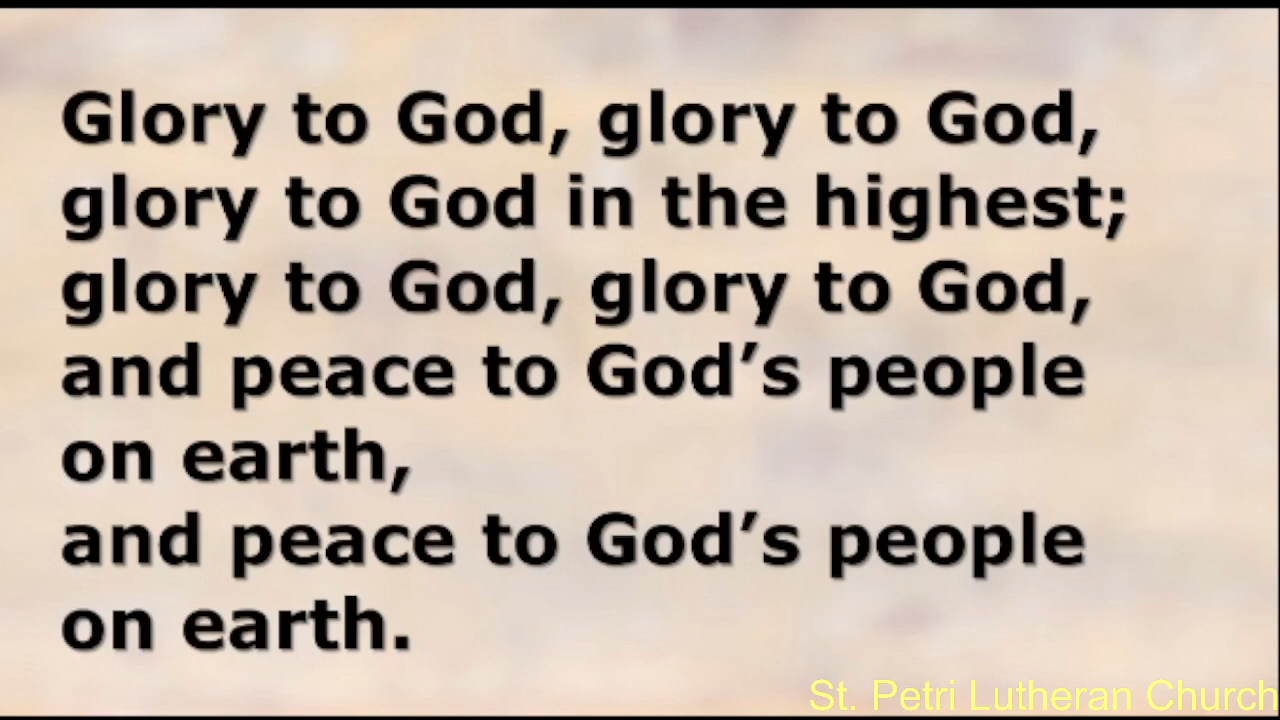 Glory to God, glory to God,
glory to God in the highest;
glory to God, glory to God,
and peace to God’s people
on earth,
and peace to God’s people
on earth.
St. Petri Lutheran Church